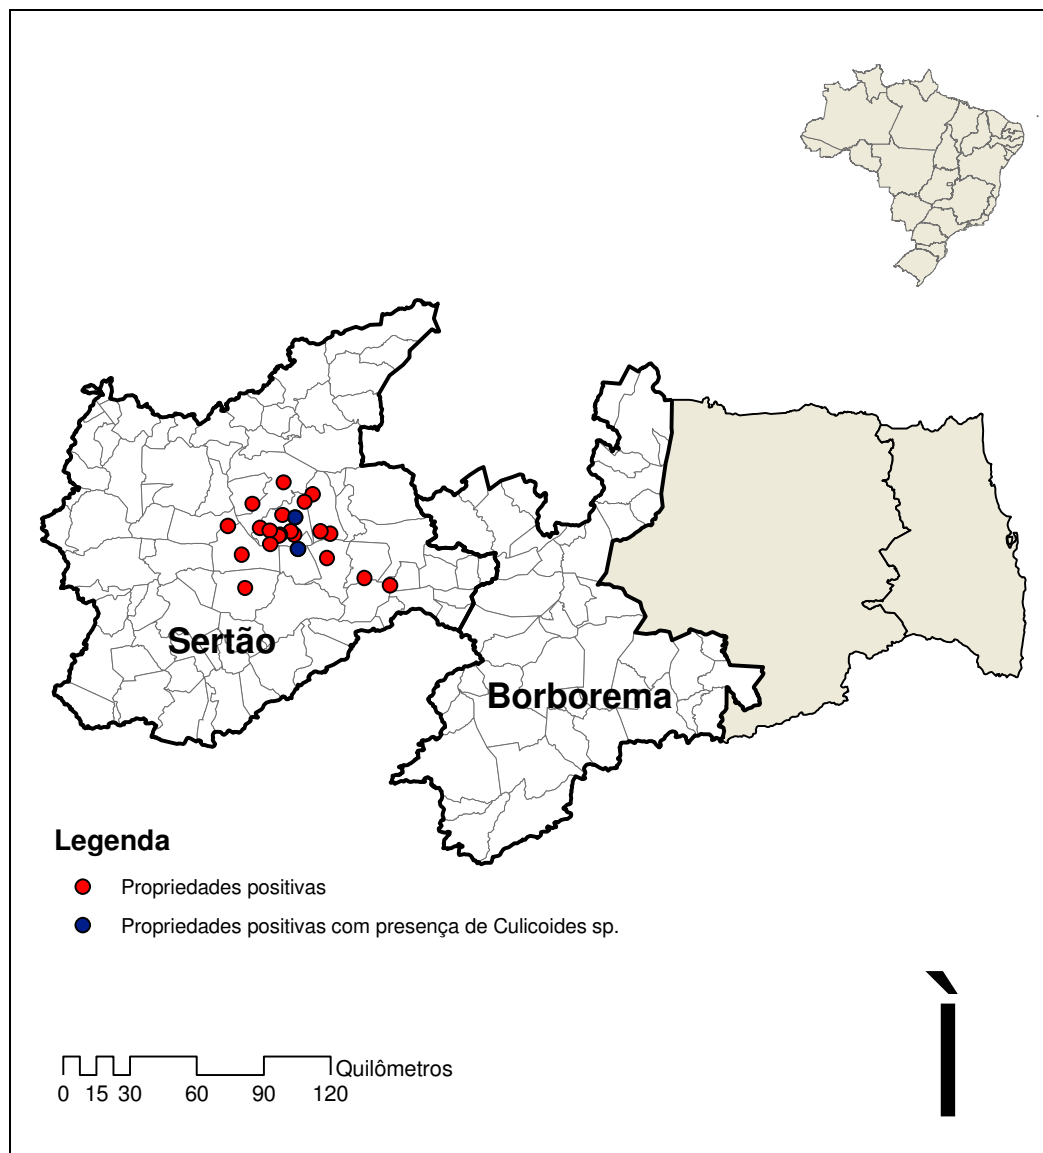 Sertão
Borborema
Legenda
Propriedades positivas
Propriedades positivas com presença de Culicoides sp.
Quilômetros
0 15 30 60 90 120
Ì